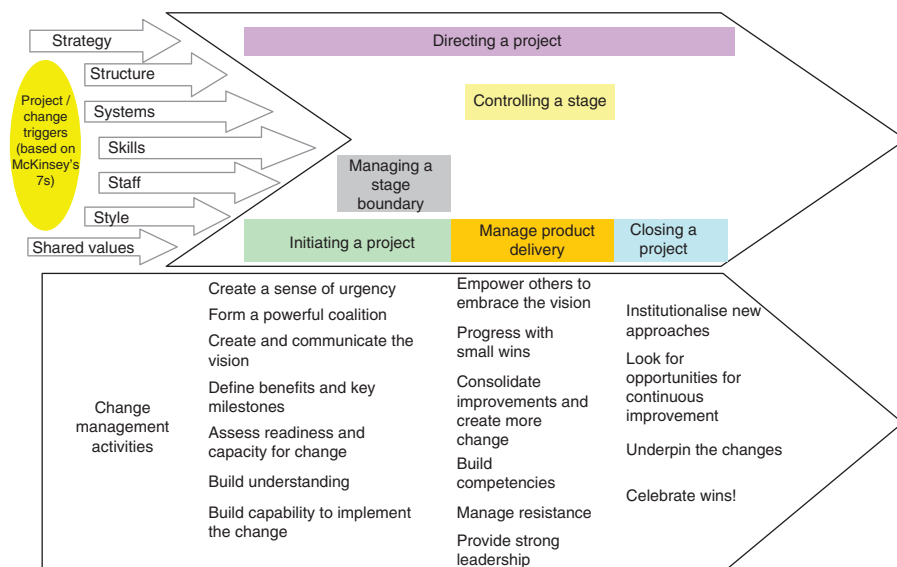 Strategy
Structure
Systems
Skills
Staff
Style
Shared values
Project /
change
triggers
(based on
McKinsey's
7s)
Directing a project
Controlling a stage
Managing a
stage
boundary
Initiating a project
Manage product
delivery
Closing a
project
Change
management
activities
Create a sense of urgency
Form a powerful coalition
Create and communicate the
vision
Define benefits and key
milestones
Assess readiness and
capacity for change
Build understanding
Build capability to implement
the change
Empower others to
embrace the vision
Progress with
small wins
Consolidate
improvements and
create more
change
Build
competencies
Manage resistance
Provide strong
leadership
Institutionalise new
approaches
Look for
opportunities for
continuous
improvement
Underpin the changes
Celebrate wins!